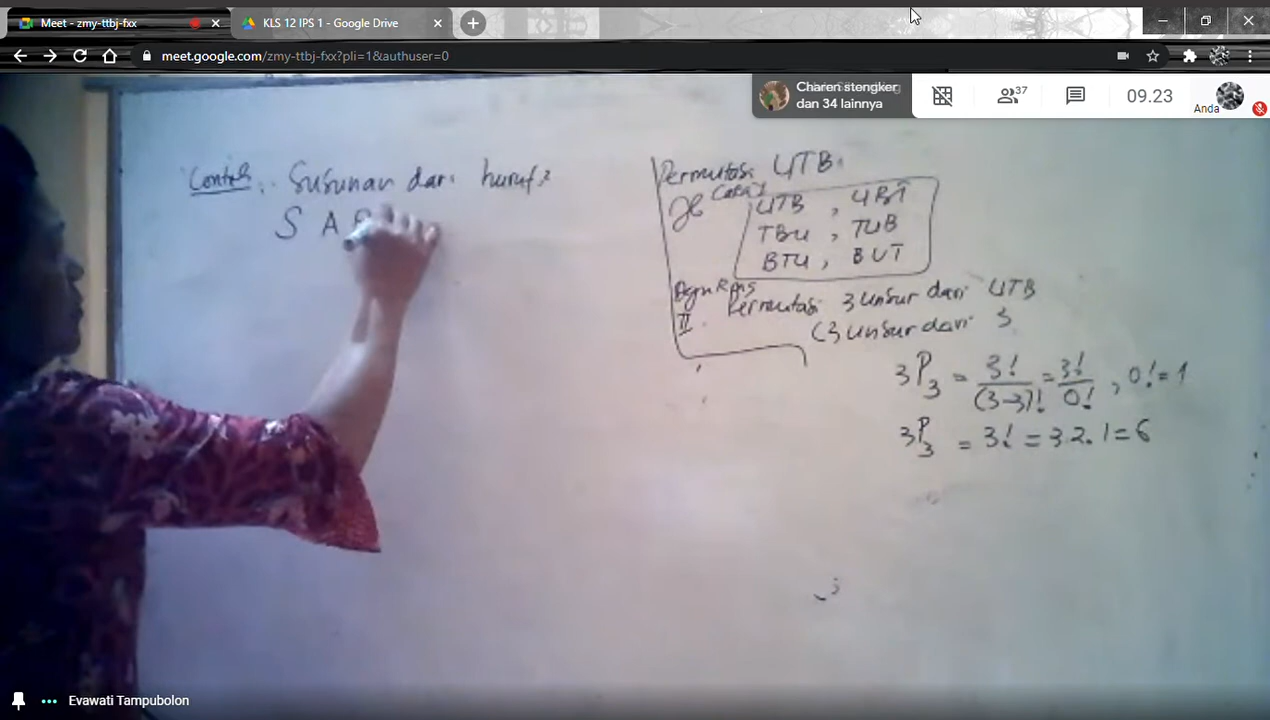 Meet - zmy-ttbj-fxx
KLS 12 IPS 1 - Google Drive
meet.google.com/zmy-ttbj-fxx?pli=1&authuser=0
Charen stengker
dan 34 lainnya
37
09.23
Anda
Contoh: Susunan dari huruf²
S A
Permutasi UTB
Cara I
UTB, UBT
TBU, TUB
BTU, BUT
II. Permutasi 3 unsur dari UTB
(3 unsur dari 3
3P3 = 3!/(3-3)! = 3!/0!, 0! = 1
3P3 = 3! = 3.2.1 = 6
Evawati Tampubolon